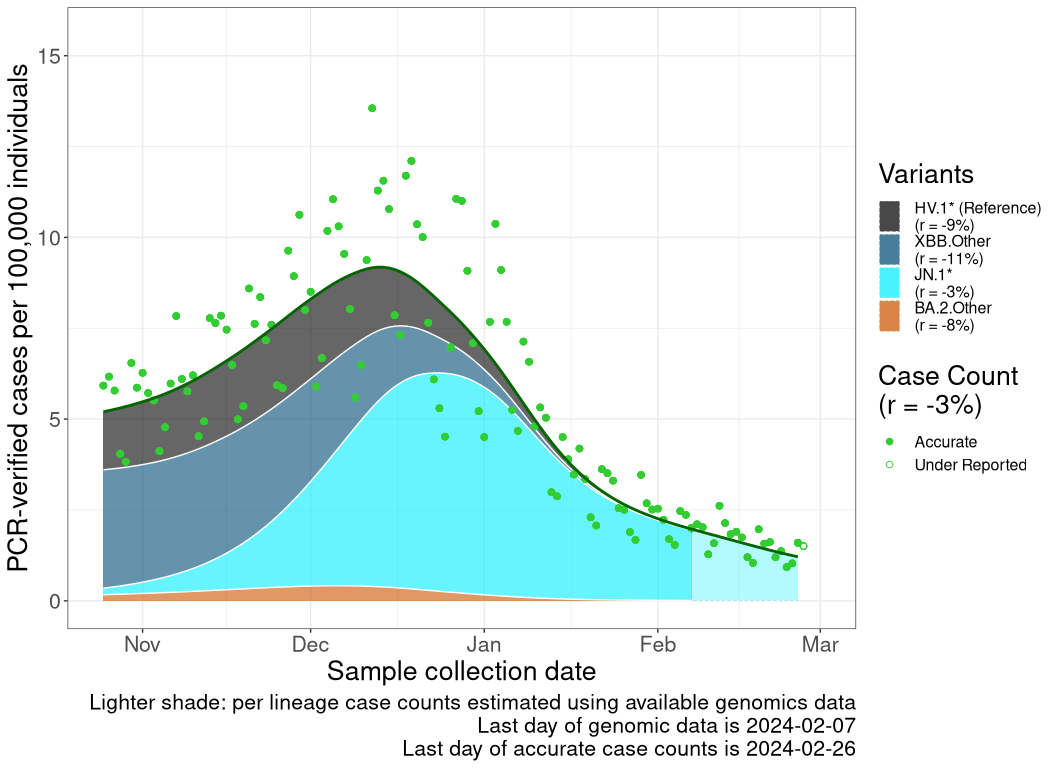 PCR-verified cases per 100,000 individuals
15
10
5
0
Nov
Dec
Jan
Feb
Mar
Sample collection date
Lighter shade: per lineage case counts estimated using available genomics data
Last day of genomic data is 2024-02-07
Last day of accurate case counts is 2024-02-26
Variants
HV.1* (Reference)
(r = -9%)
XBB.Other
(r = -11%)
JN.1*
(r = -3%)
BA.2.Other
(r = -8%)
Case Count
(r = -3%)
Accurate
Under Reported